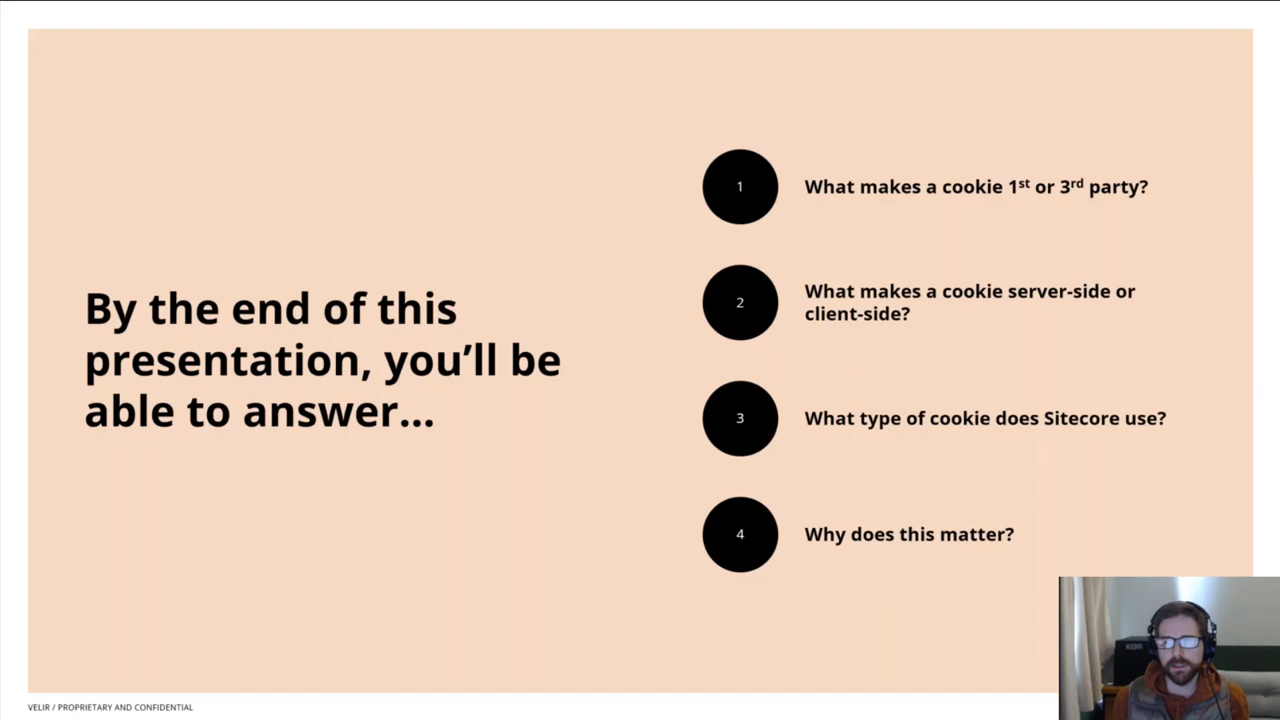 By the end of this
presentation, you’ll be
able to answer...
1
What makes a cookie 1st or 3rd party?
2
What makes a cookie server-side or
client-side?
3
What type of cookie does Sitecore use?
4
Why does this matter?
VELIR / PROPRIETARY AND CONFIDENTIAL